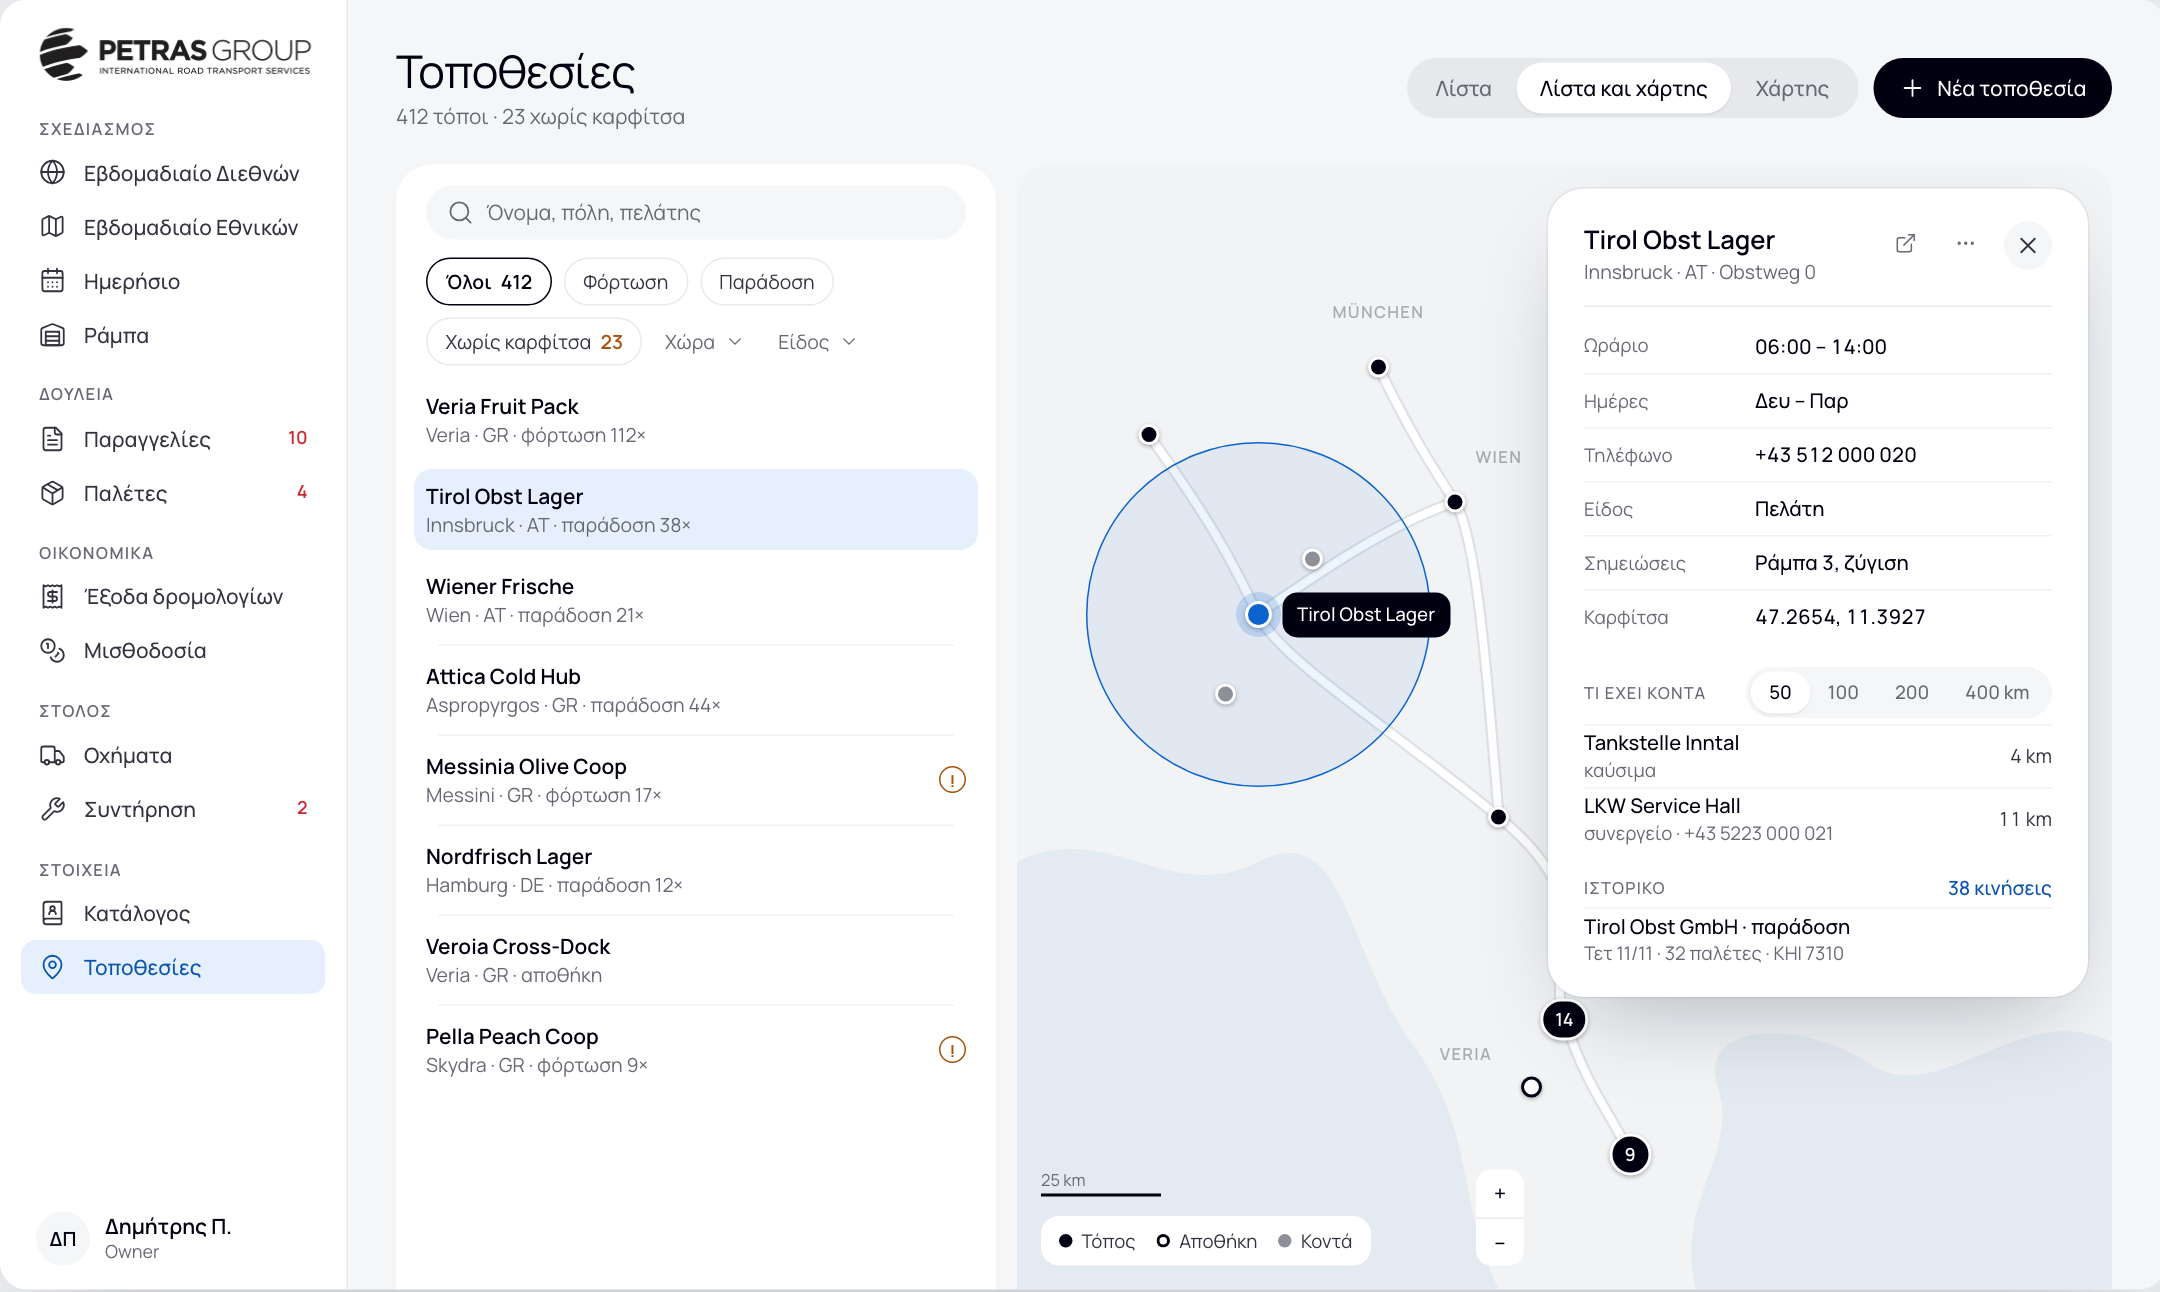 PETRAS GROUP
INTERNATIONAL ROAD TRANSPORT SERVICES
ΣΧΕΔΙΑΣΜΟΣ
Εβδομαδιαίο Διεθνών
Εβδομαδιαίο Εθνικών
Ημερήσιο
Ράμπα
ΔΟΥΛΕΙΑ
Παραγγελίες 10
Παλέτες 4
ΟΙΚΟΝΟΜΙΚΑ
Έξοδα δρομολογίων
Μισθοδοσία
ΣΤΟΛΟΣ
Οχήματα
Συντήρηση 2
ΣΤΟΙΧΕΙΑ
Κατάλογος
Τοποθεσίες
ΔΠ
Δημήτρης Π.
Owner
Τοποθεσίες
412 τόποι · 23 χωρίς καρφίτσα
Λίστα Λίστα και χάρτης Χάρτης
+ Νέα τοποθεσία
Όνομα, πόλη, πελάτης
Όλοι 412 Φόρτωση Παράδοση
Χωρίς καρφίτσα 23 Χώρα Είδος
Veria Fruit Pack
Veria · GR · φόρτωση 112×
Tirol Obst Lager
Innsbruck · AT · παράδοση 38×
Wiener Frische
Wien · AT · παράδοση 21×
Attica Cold Hub
Aspropyrgos · GR · παράδοση 44×
Messinia Olive Coop
Messini · GR · φόρτωση 17×
Nordfrisch Lager
Hamburg · DE · παράδοση 12×
Veroia Cross-Dock
Veria · GR · αποθήκη
Pella Peach Coop
Skydra · GR · φόρτωση 9×
MÜNCHEN
WIEN
Tirol Obst Lager
14
VERIA
9
25 km
Τόπος Αποθήκη Κοντά
+
−
Tirol Obst Lager
Innsbruck · AT · Obstweg 0
Ωράριο 06:00 – 14:00
Ημέρες Δευ – Παρ
Τηλέφωνο +43 512 000 020
Είδος Πελάτη
Σημειώσεις Ράμπα 3, ζύγιση
Καρφίτσα 47.2654, 11.3927
ΤΙ ΕΧΕΙ ΚΟΝΤΑ 50 100 200 400 km
Tankstelle Inntal 4 km
καύσιμα
LKW Service Hall 11 km
συνεργείο · +43 5223 000 021
ΙΣΤΟΡΙΚΟ 38 κινήσεις
Tirol Obst GmbH · παράδοση
Τετ 11/11 · 32 παλέτες · ΚΗΙ 7310